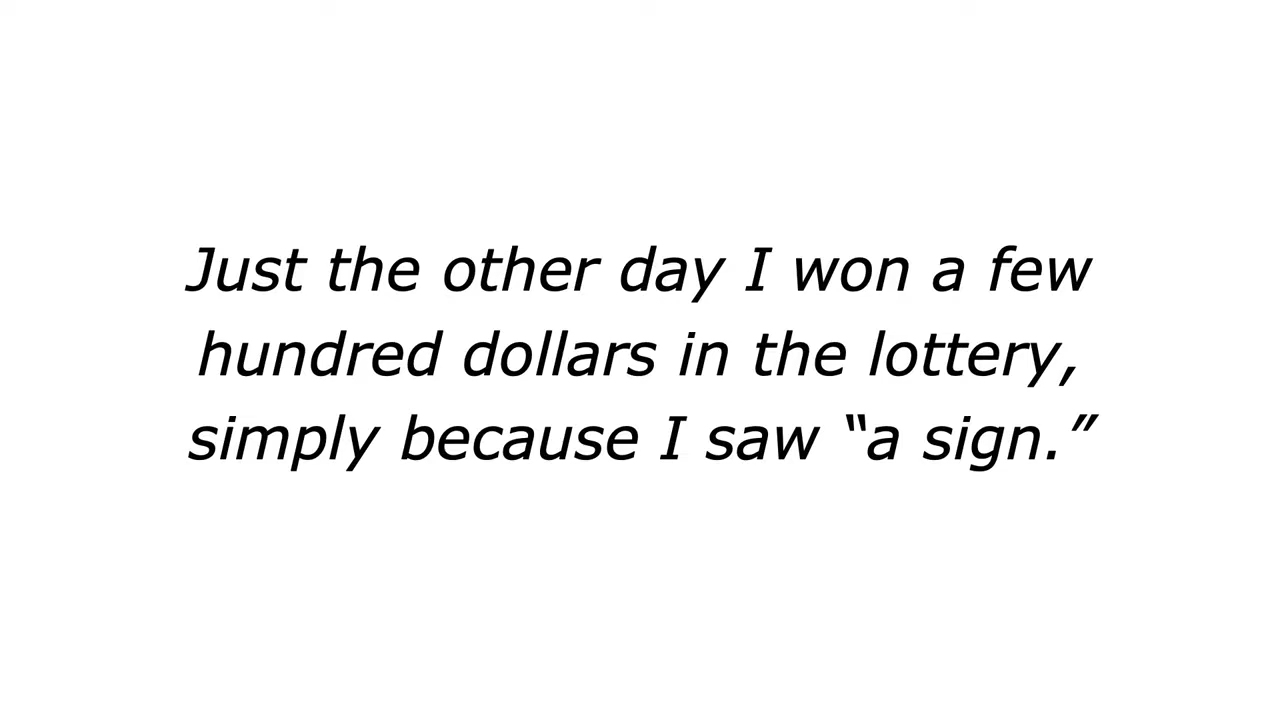 Just the other day I won a few
hundred dollars in the lottery,
simply because I saw “a sign.”